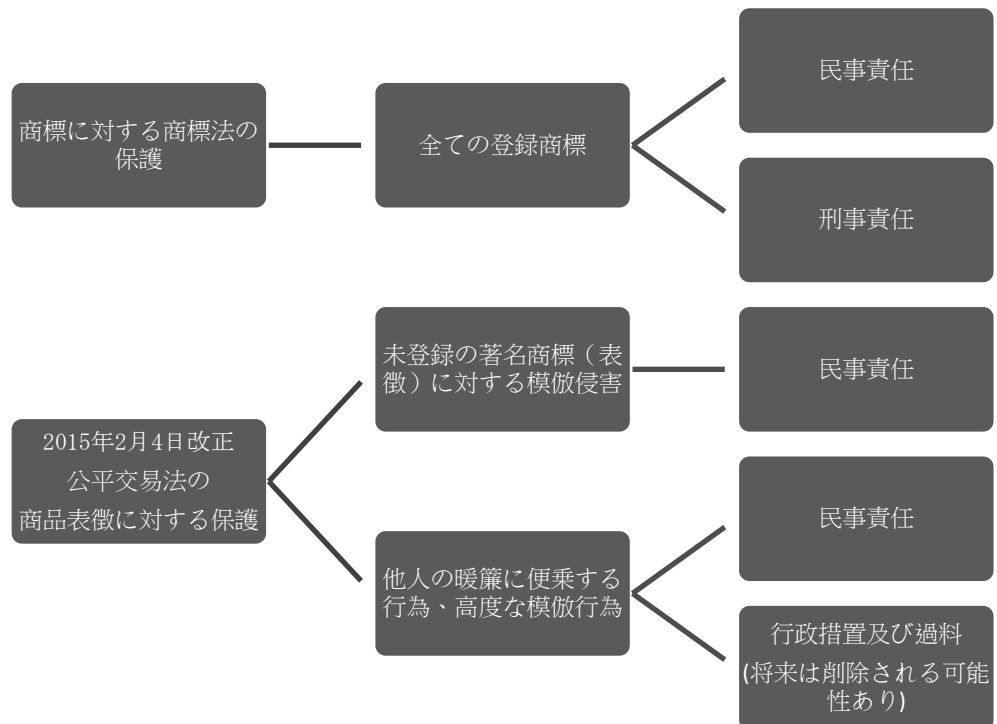 商標に対する商標法の
保護
全ての登録商標
民事責任
刑事責任
2015年2月4日改正
公平交易法の
商品表徴に対する保護
未登録の著名商標（表
徴）に対する模倣侵害
民事責任
他人の暖簾に便乗する
行為、高度な模倣行為
民事責任
行政措置及び過料
(将来は削除される可能
性あり)